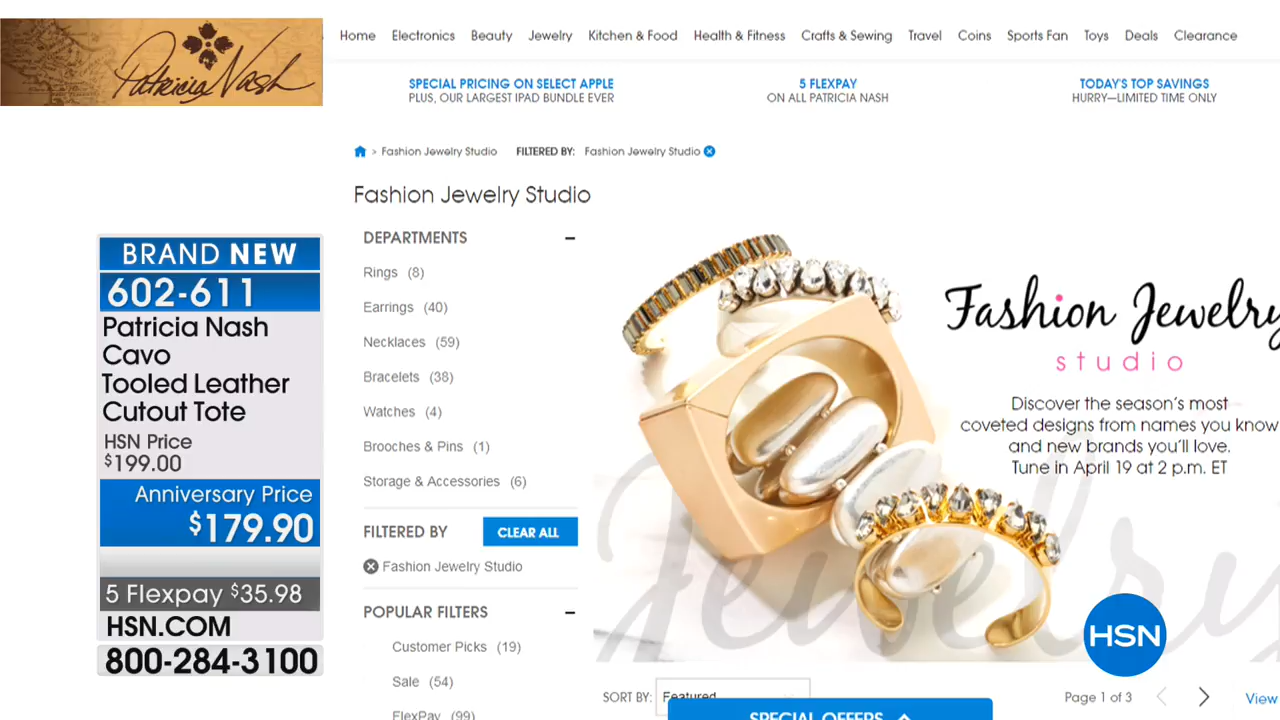 Patricia Nash
Home Electronics Beauty Jewelry Kitchen & Food Health & Fitness Crafts & Sewing Travel Coins Sports Fan Toys Deals Clearance
SPECIAL PRICING ON SELECT APPLE
PLUS, OUR LARGEST IPAD BUNDLE EVER
5 FLEXPAY
ON ALL PATRICIA NASH
TODAY'S TOP SAVINGS
HURRY—LIMITED TIME ONLY
> Fashion Jewelry Studio FILTERED BY: Fashion Jewelry Studio
Fashion Jewelry Studio
DEPARTMENTS
Rings (8)
Earrings (40)
Necklaces (59)
Bracelets (38)
Watches (4)
Brooches & Pins (1)
Storage & Accessories (6)
FILTERED BY CLEAR ALL
Fashion Jewelry Studio
POPULAR FILTERS
Customer Picks (19)
Sale (54)
FlexPay (99)
BRAND NEW
602-611
Patricia Nash
Cavo
Tooled Leather
Cutout Tote
HSN Price
$199.00
Anniversary Price
$179.90
5 Flexpay $35.98
HSN.COM
800-284-3100
Fashion Jewelry
studio
Discover the season's most
coveted designs from names you know
and new brands you'll love.
Tune in April 19 at 2 p.m. ET
Jewelry
HSN
SORT BY: Featured
Page 1 of 3
View
SPECIAL OFFERS